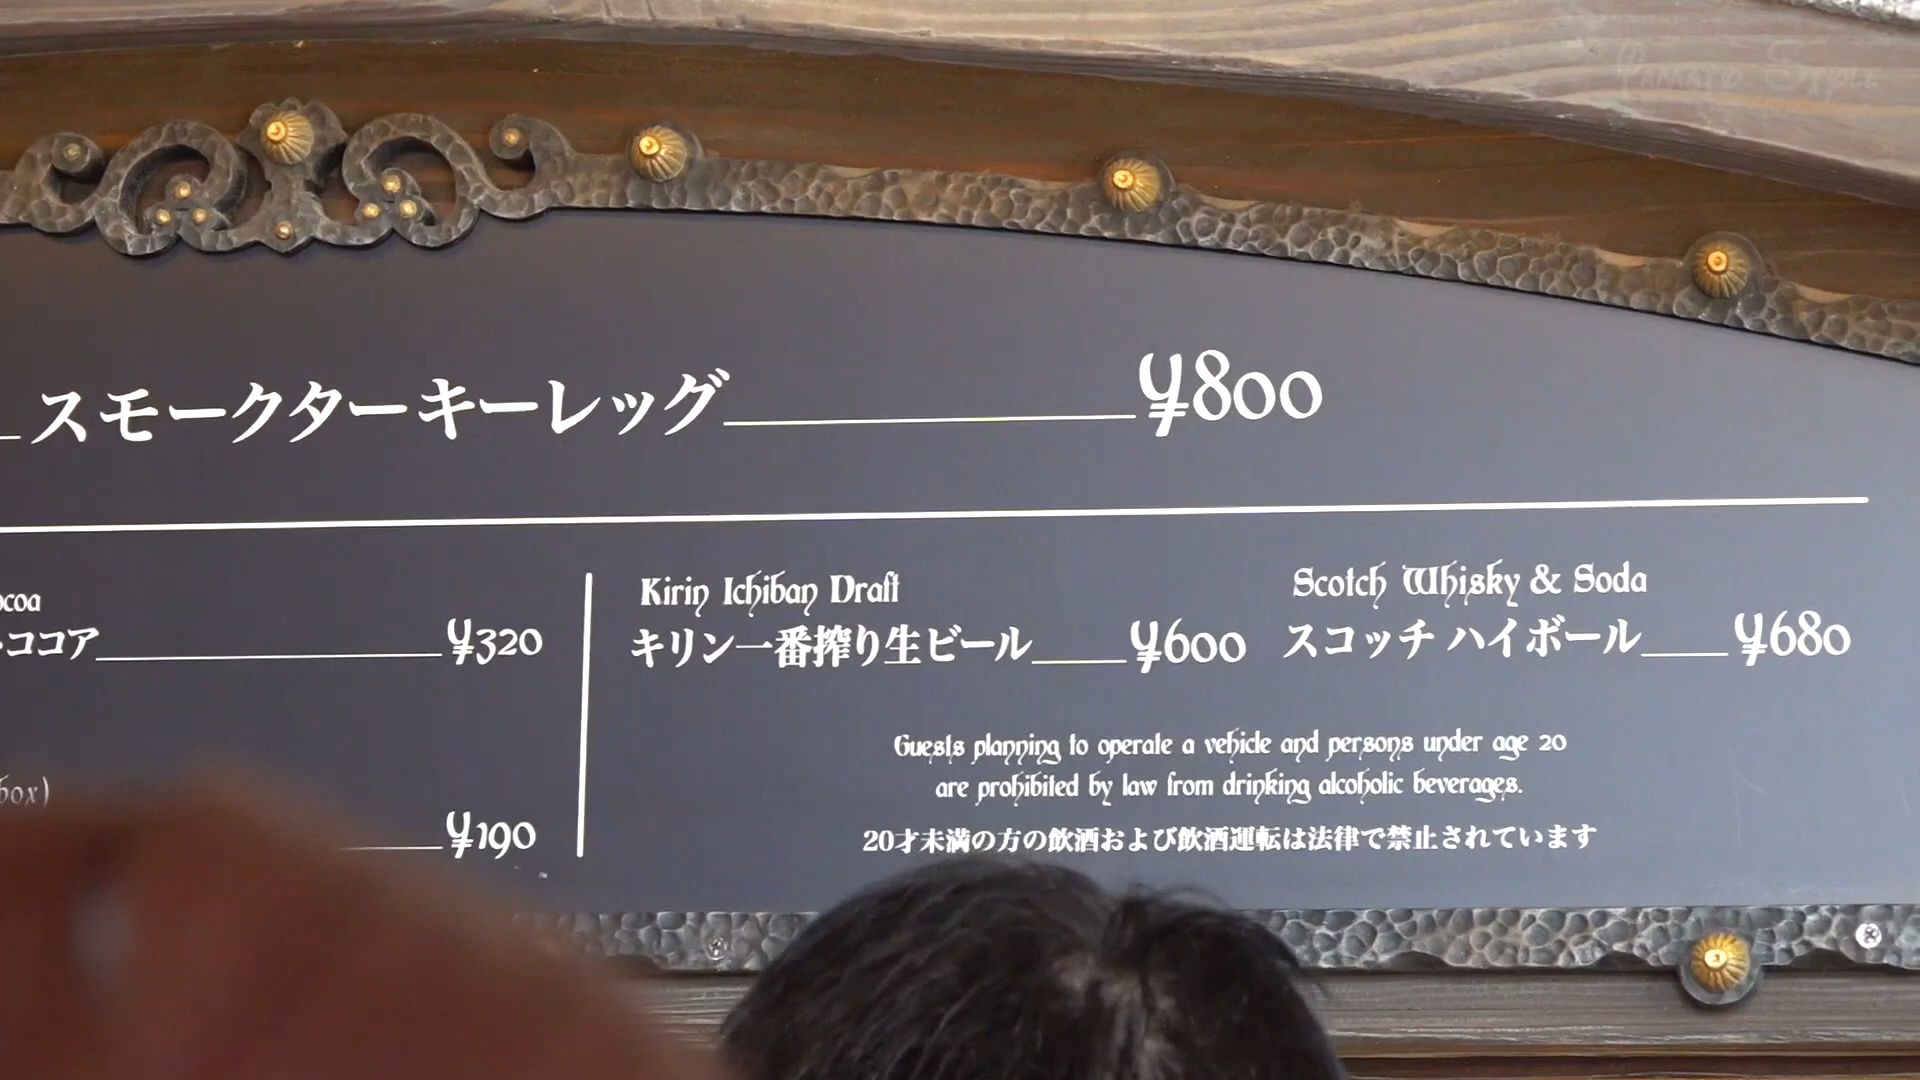 Yamato Style
スモークターキーレッグ ¥800
ココア ¥320
box)
¥190
Kirin Ichiban Draft
キリン一番搾り生ビール ¥600
Scotch Whisky & Soda
スコッチ ハイボール ¥680
Guests planning to operate a vehicle and persons under age 20
are prohibited by law from drinking alcoholic beverages.
20才未満の方の飲酒および飲酒運転は法律で禁止されています